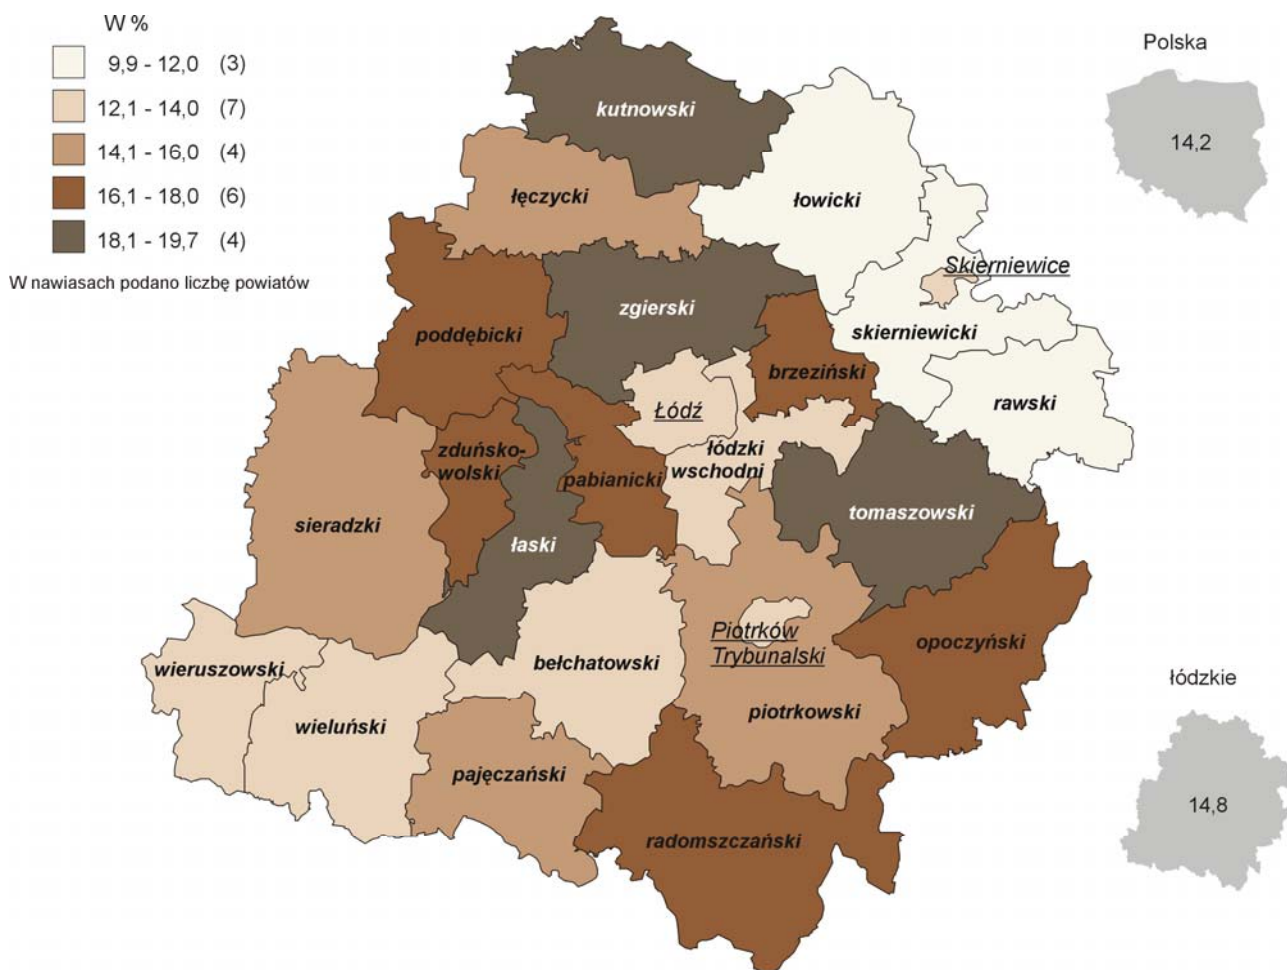 W %
9,9 - 12,0 (3)
12,1 - 14,0 (7)
14,1 - 16,0 (4)
16,1 - 18,0 (6)
18,1 - 19,7 (4)
W nawiasach podano liczbę powiatów
Polska
14,2
kutnowski
łęczycki
łowicki
Skierniewice
zgierski
skierniewicki
poddębicki
brzeziński
rawski
Łódź
zduńsko-
wolski
łódzki
wschodni
pabianicki
sieradzki
łaski
tomaszowski
Piotrków
Trybunalski
opoczyński
wieruszowski
bełchatowski
łódzkie
wieluński
piotrkowski
pajęczański
14,8
radomszczański